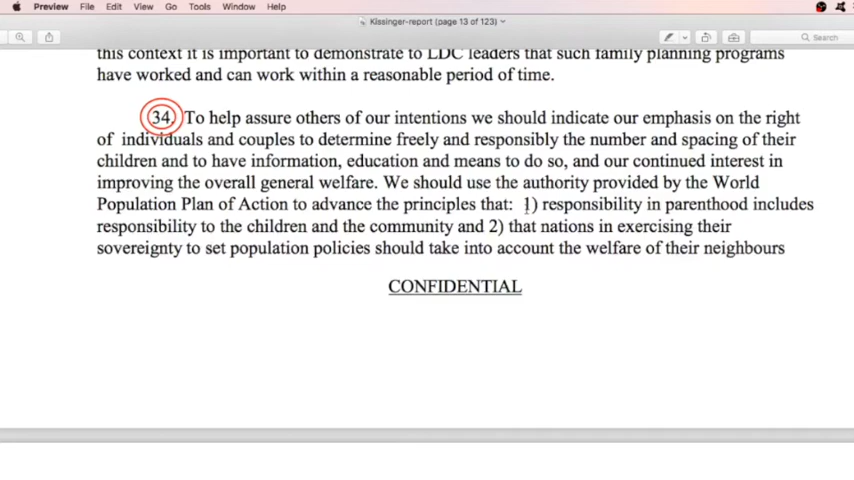 Preview File Edit View Go Tools Window Help
Kissinger-report (page 13 of 123)
Search
this context it is important to demonstrate to LDC leaders that such family planning programs
have worked and can work within a reasonable period of time.
34. To help assure others of our intentions we should indicate our emphasis on the right
of individuals and couples to determine freely and responsibly the number and spacing of their
children and to have information, education and means to do so, and our continued interest in
improving the overall general welfare. We should use the authority provided by the World
Population Plan of Action to advance the principles that: 1) responsibility in parenthood includes
responsibility to the children and the community and 2) that nations in exercising their
sovereignty to set population policies should take into account the welfare of their neighbours
CONFIDENTIAL